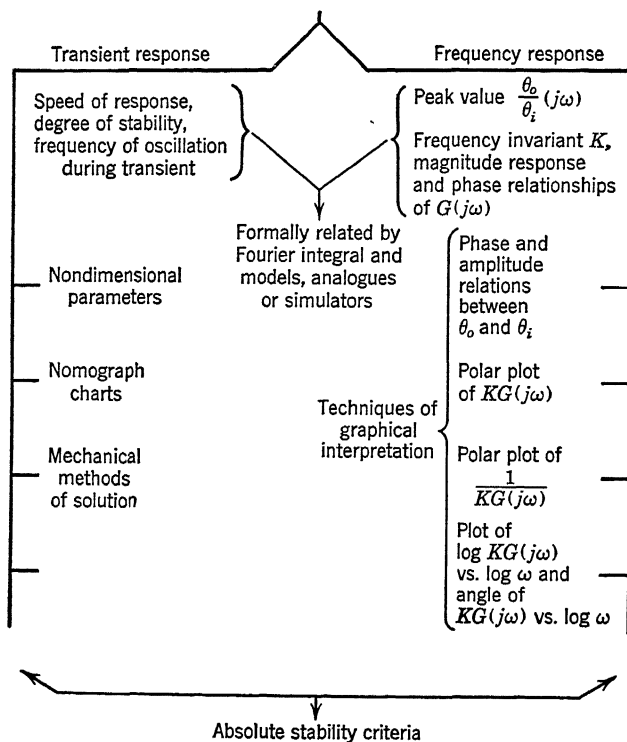 Transient response
Speed of response,
degree of stability,
frequency of oscillation
during transient
Nondimensional
parameters
Nomograph
charts
Mechanical
methods
of solution
Formally related by
Fourier integral and
models, analogues
or simulators
Frequency response
Peak value θₒ/θᵢ (jω)
Frequency invariant K,
magnitude response
and phase relationships
of G(jω)
Techniques of
graphical
interpretation
Phase and
amplitude
relations
between
θₒ and θᵢ
Polar plot
of KG(jω)
Polar plot of
1/KG(jω)
Plot of
log KG(jω)
vs. log ω and
angle of
KG(jω) vs. log ω
Absolute stability criteria